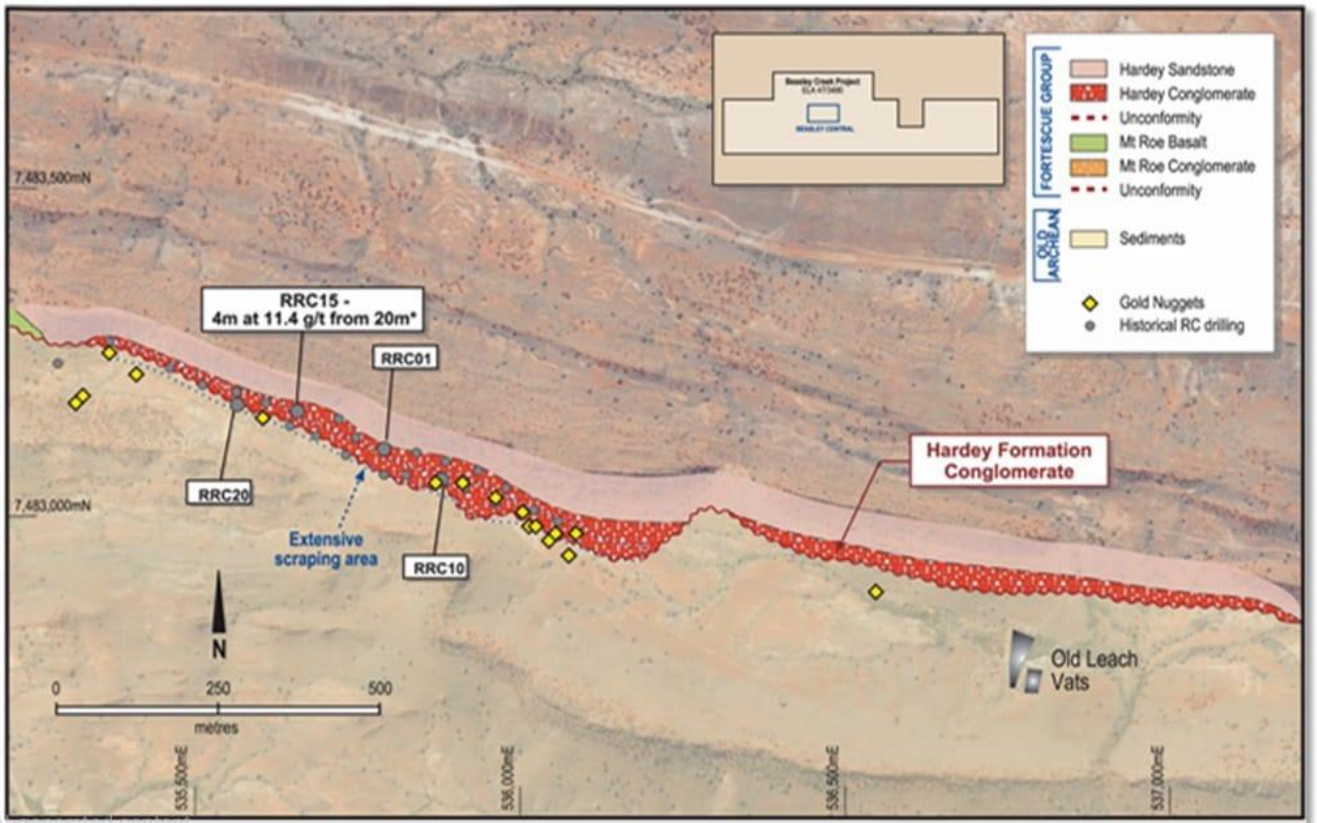 Beasley Creek Project
BEASLEY CENTRAL
FORTESCUE GROUP
Hardey Sandstone
Hardey Conglomerate
Unconformity
Mt Roe Basalt
Mt Roe Conglomerate
Unconformity
OLD
ARCHEAN
Sediments
Gold Nuggets
Historical RC drilling
7,483,500mN
RRC15 -
4m at 11.4 g/t from 20m*
RRC01
Hardey Formation
Conglomerate
RRC20
7,483,000mN
Extensive
scraping area
RRC10
N
Old Leach
Vats
0 250 500
metres
535,500mE
536,000mE
536,500mE
537,000mE